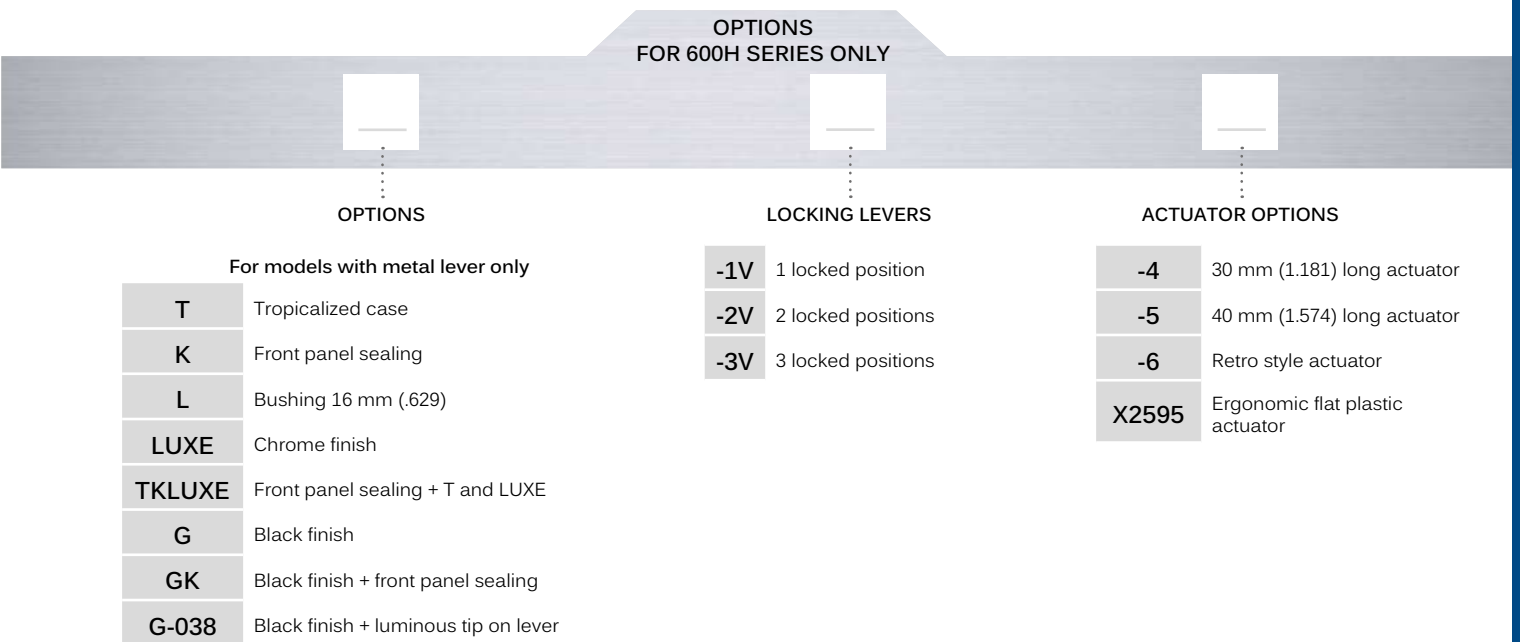 OPTIONS
FOR 600H SERIES ONLY
OPTIONS
For models with metal lever only
T Tropicalized case
K Front panel sealing
L Bushing 16 mm (.629)
LUXE Chrome finish
TKLUXE Front panel sealing + T and LUXE
G Black finish
GK Black finish + front panel sealing
G-038 Black finish + luminous tip on lever
LOCKING LEVERS
-1V 1 locked position
-2V 2 locked positions
-3V 3 locked positions
ACTUATOR OPTIONS
-4 30 mm (1.181) long actuator
-5 40 mm (1.574) long actuator
-6 Retro style actuator
X2595 Ergonomic flat plastic
actuator